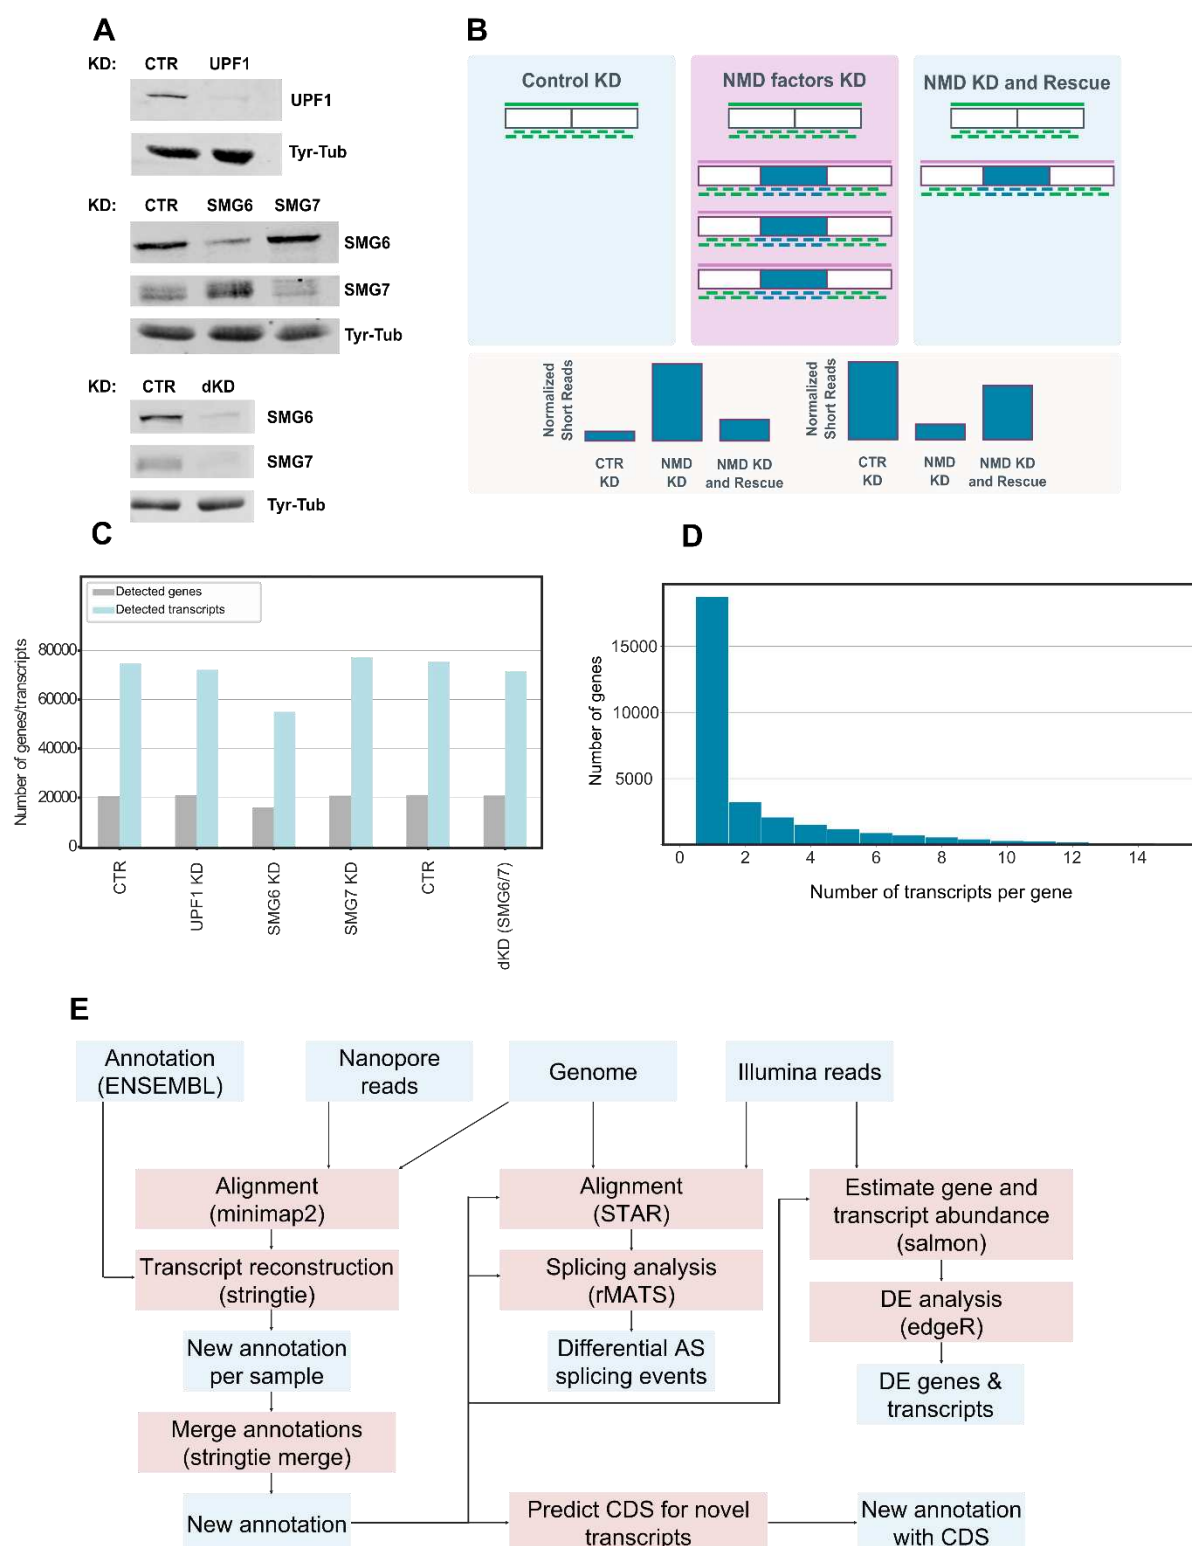 A
KD: CTR UPF1
UPF1
Tyr-Tub
KD: CTR SMG6 SMG7
SMG6
SMG7
Tyr-Tub
KD: CTR dKD
SMG6
SMG7
Tyr-Tub
B
Control KD
NMD factors KD
NMD KD and Rescue
Normalized
Short Reads
CTR
KD
NMD
KD
NMD KD
and Rescue
Normalized
Short Reads
CTR
KD
NMD
KD
NMD KD
and Rescue
C
Detected genes
Detected transcripts
Number of genes/transcripts
80000
60000
40000
20000
0
CTR
UPF1 KD
SMG6 KD
SMG7 KD
CTR
dKD (SMG6/7)
D
Number of genes
15000
10000
5000
0 2 4 6 8 10 12 14
Number of transcripts per gene
E
Annotation
(ENSEMBL)
Nanopore
reads
Genome
Illumina reads
Alignment
(minimap2)
Alignment
(STAR)
Estimate gene and
transcript abundance
(salmon)
Transcript reconstruction
(stringtie)
Splicing analysis
(rMATS)
DE analysis
(edgeR)
New annotation
per sample
Differential AS
splicing events
DE genes &
transcripts
Merge annotations
(stringtie merge)
New annotation
Predict CDS for novel
transcripts
New annotation
with CDS